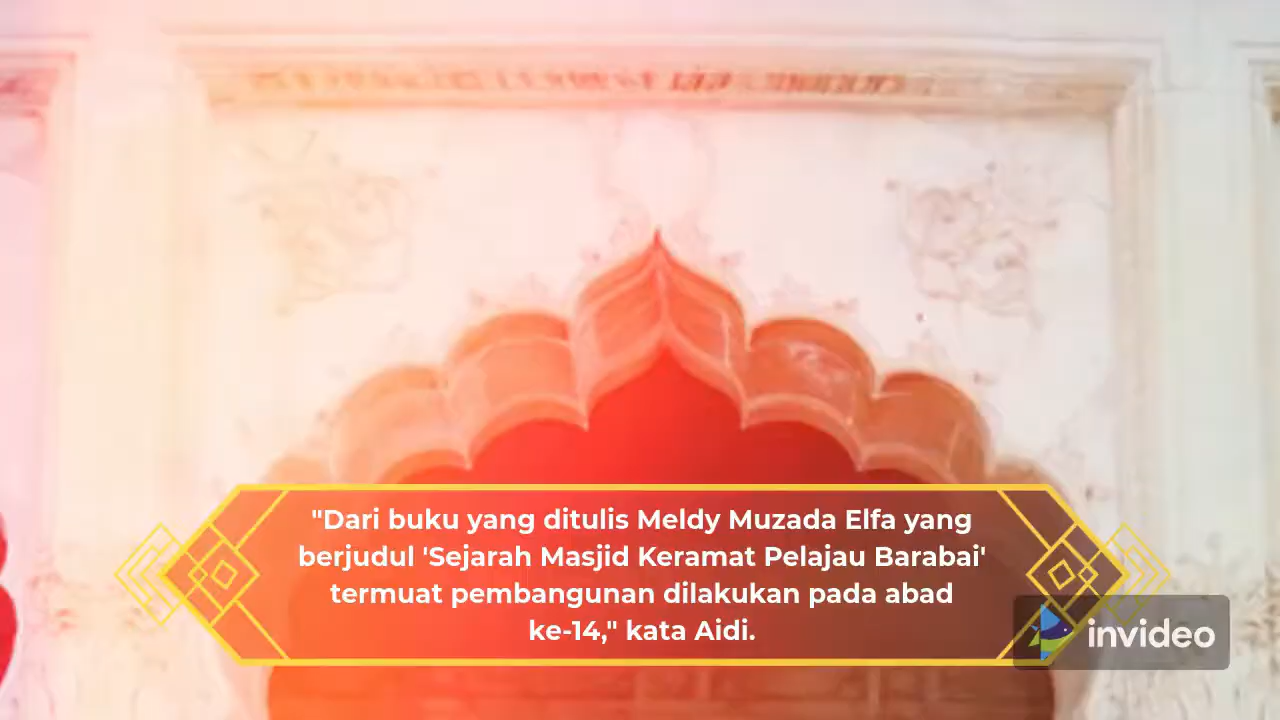 "Dari buku yang ditulis Meldy Muzada Elfa yang
berjudul 'Sejarah Masjid Keramat Pelajau Barabai'
termuat pembangunan dilakukan pada abad
ke-14," kata Aidi.
invideo